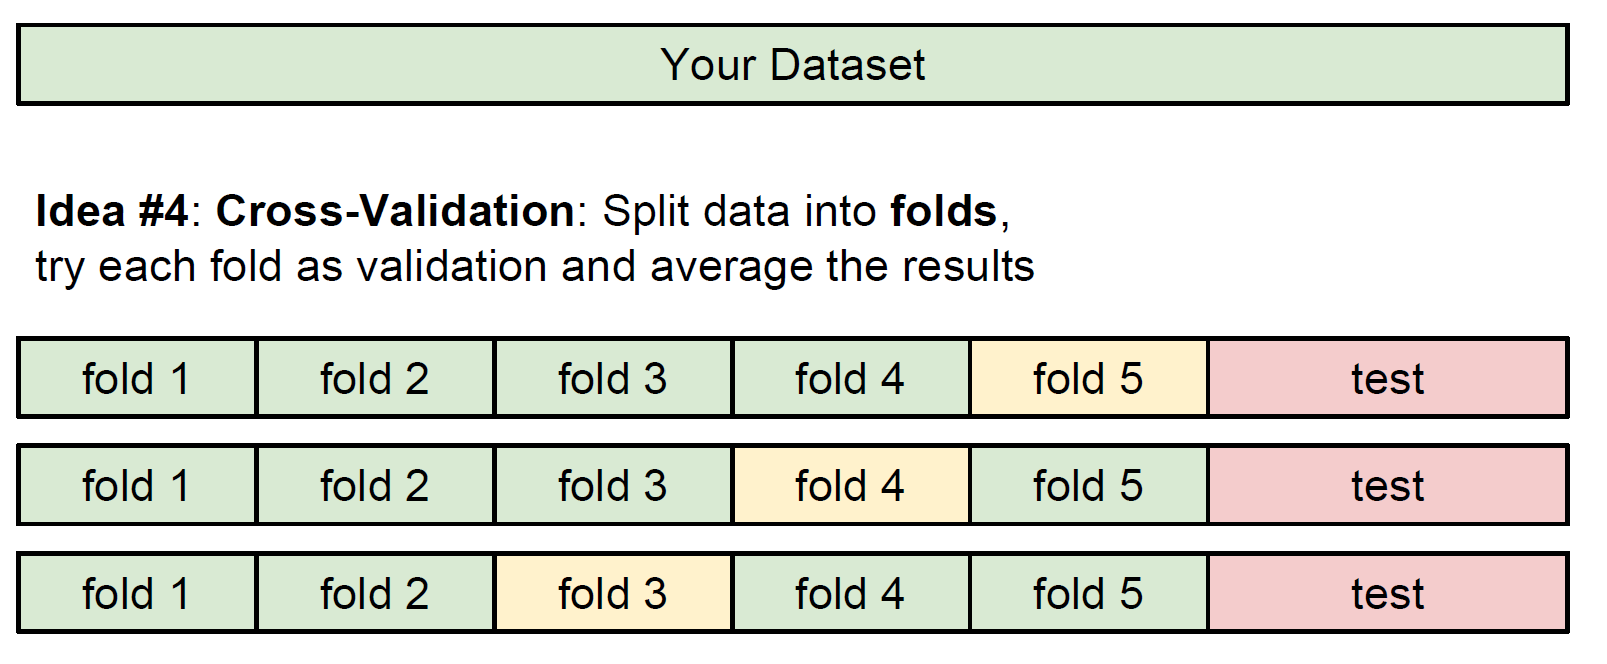 Your Dataset
Idea #4: Cross-Validation: Split data into folds,
try each fold as validation and average the results
fold 1 fold 2 fold 3 fold 4 fold 5 test
fold 1 fold 2 fold 3 fold 4 fold 5 test
fold 1 fold 2 fold 3 fold 4 fold 5 test